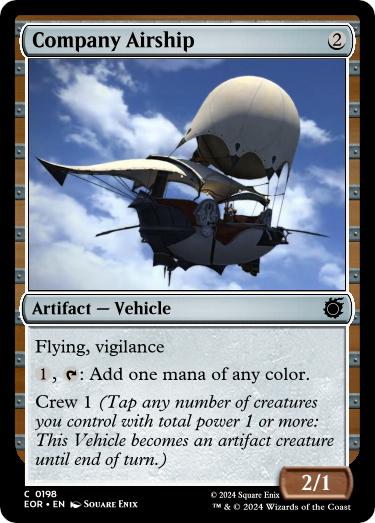 Company Airship
2
Artifact — Vehicle
Flying, vigilance
1, : Add one mana of any color.
Crew 1 (Tap any number of creatures
you control with total power 1 or more:
This Vehicle becomes an artifact creature
until end of turn.)
2/1
C 0198
EOR • EN Square Enix
© 2024 Square Enix
™ & © 2024 Wizards of the Coast